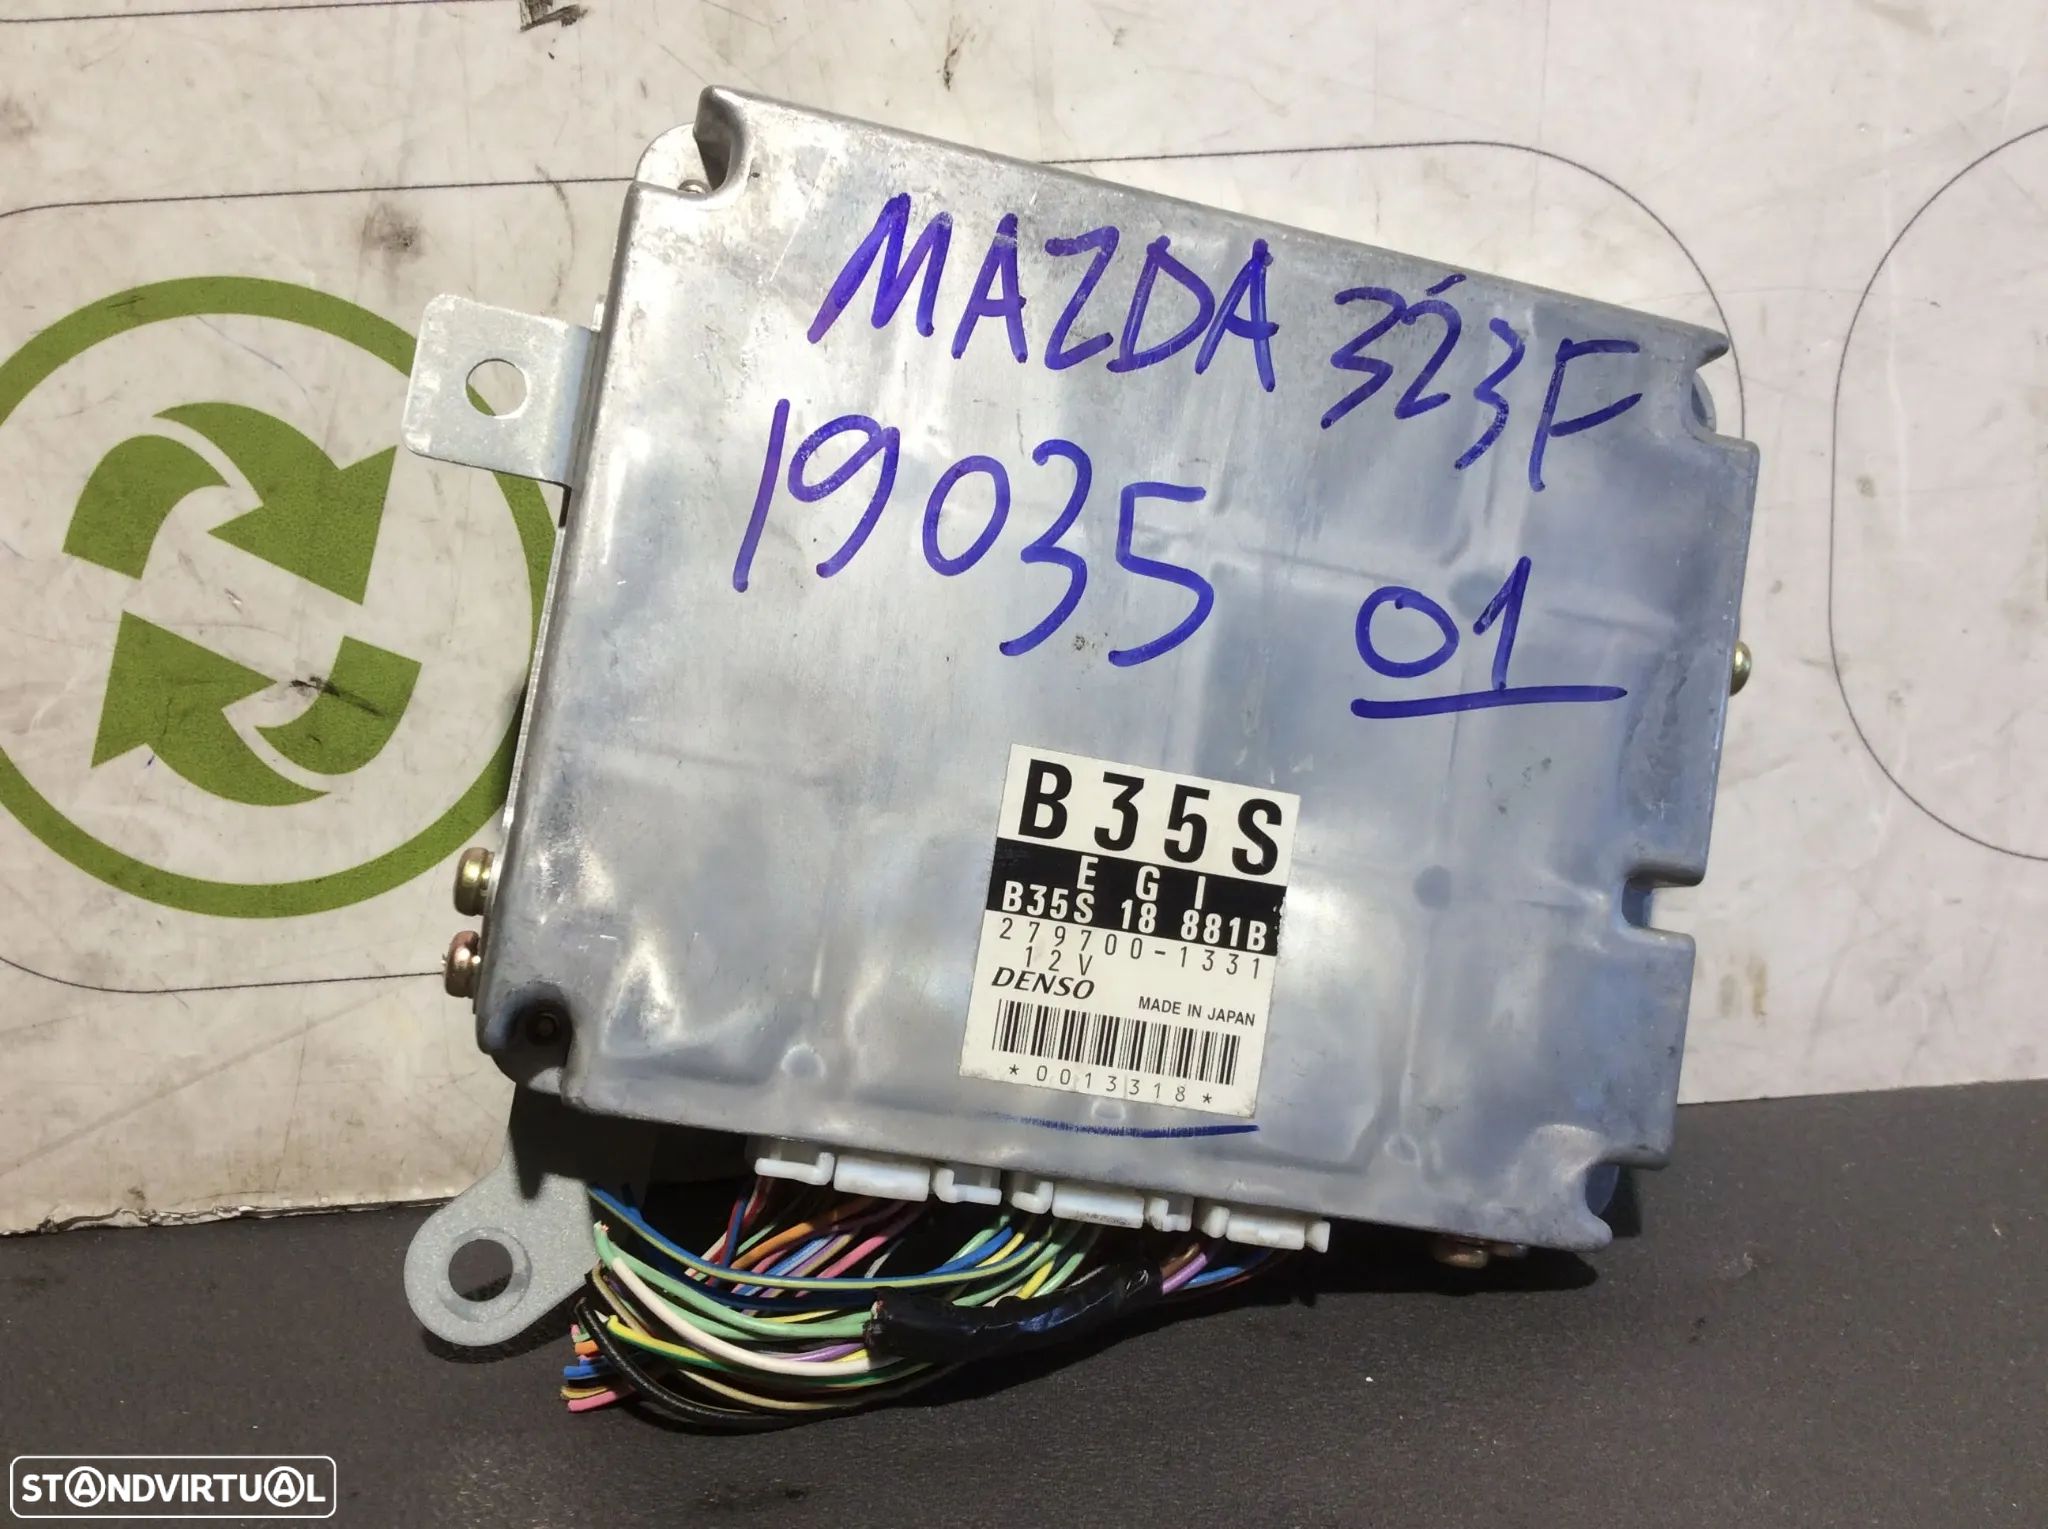 MAZDA 323F
19035 01
B35S
E G I
B35S 18 881B
279700-1331
12V
DENSO
MADE IN JAPAN
*0013318*
STANDVIRTUAL